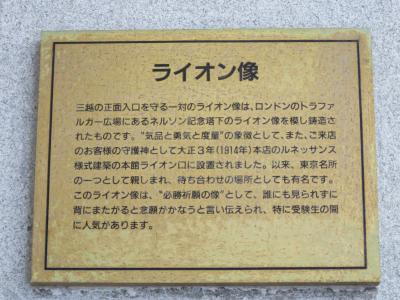 ライオン像
三越の正面入口を守る一対のライオン像は、ロンドンのトラファ
ルガー広場にあるネルソン記念塔下のライオン像を模し鋳造さ
れたものです。“気品と勇気と度量”の象徴として、また、ご来店
のお客様の守護神として大正3年(1914年)本店のルネッサンス
様式建築の本館ライオン口に設置されました。以来、東京名所
の一つとして親しまれ、待ち合わせの場所としても有名です。
このライオン像は、“必勝祈願の像”として、誰にも見られずに
背にまたがると念願がかなうと言い伝えられ、特に受験生の間
に人気があります。